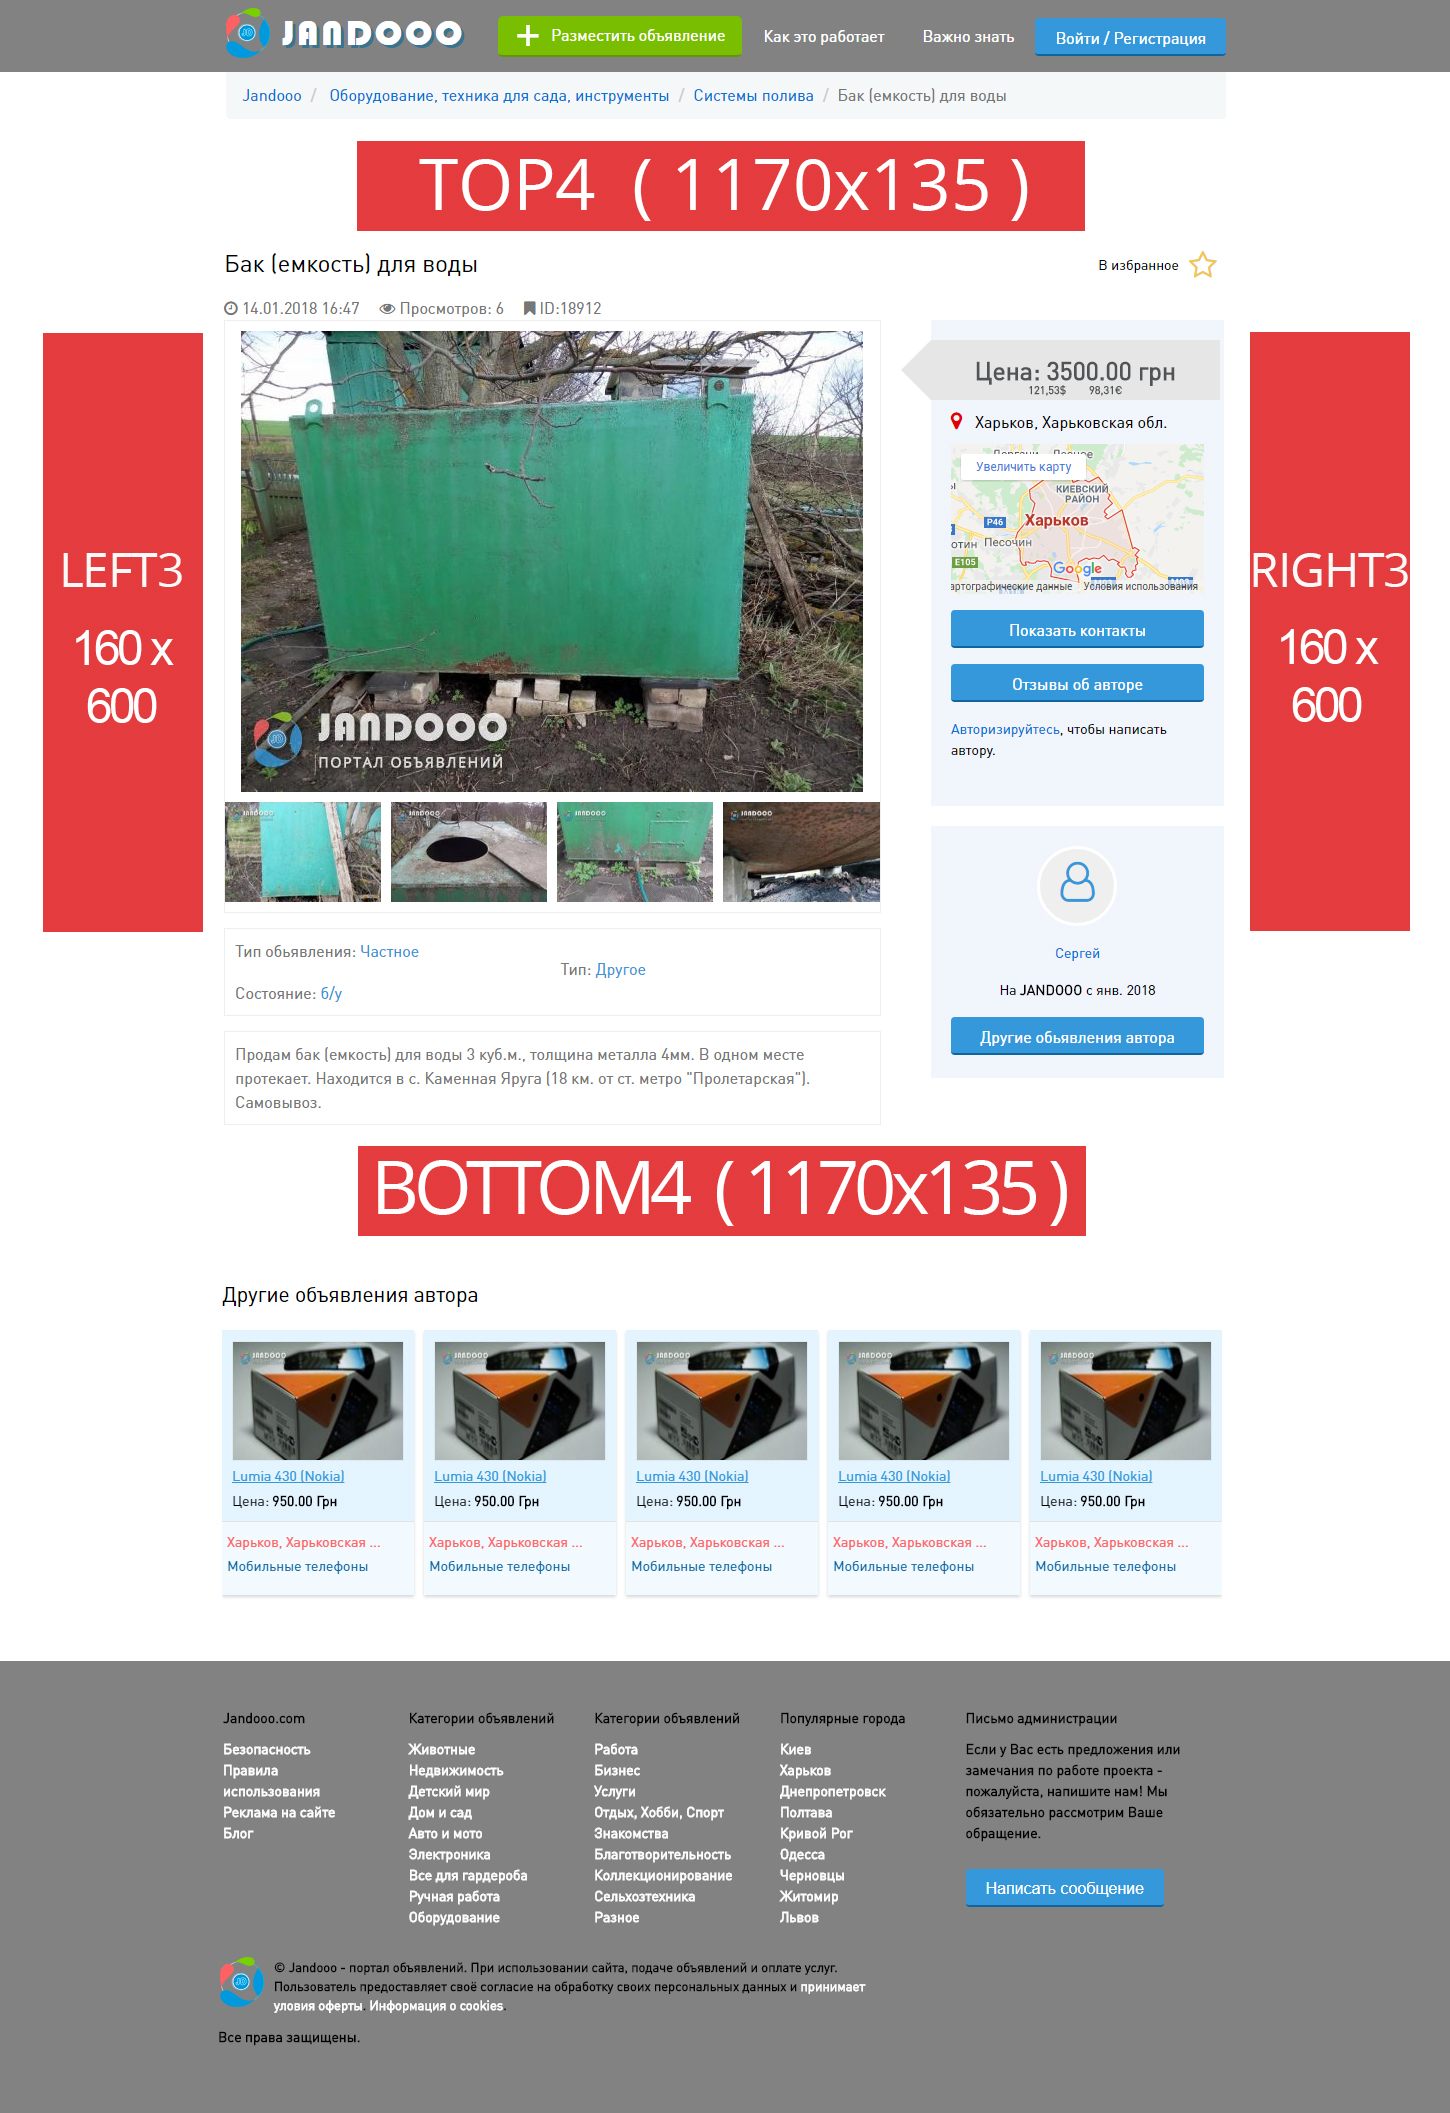 JANDOOO
Разместить объявление
Как это работает
Важно знать
Войти / Регистрация
Jandooo / Оборудование, техника для сада, инструменты / Системы полива / Бак (емкость) для воды
TOP4 ( 1170x135 )
Бак (емкость) для воды
В избранное
14.01.2018 16:47 Просмотров: 6 ID:18912
LEFT3
160 x
600
JANDOOO
ПОРТАЛ ОБЪЯВЛЕНИЙ
JANDOOO
JANDOOO
JANDOOO
JANDOOO
Цена: 3500.00 грн
121,53$ 98,31€
Харьков, Харьковская обл.
Увеличить карту
КИЕВСКИЙ
РАЙОН
P46
Харьков
Песочин
отин
E105
Google
артографические данные Условия использования
Показать контакты
Отзывы об авторе
Авторизируйтесь, чтобы написать
автору.
RIGHT3
160 x
600
Сергей
На JANDOOO с янв. 2018
Другие обьявления автора
Тип обьявления: Частное
Тип: Другое
Состояние: б/у
Продам бак (емкость) для воды 3 куб.м., толщина металла 4мм. В одном месте
протекает. Находится в с. Каменная Яруга (18 км. от ст. метро "Пролетарская").
Самовывоз.
BOTTOM4 ( 1170x135 )
Другие объявления автора
JANDOOO JANDOOO JANDOOO JANDOOO JANDOOO
Lumia 430 (Nokia) Lumia 430 (Nokia) Lumia 430 (Nokia) Lumia 430 (Nokia) Lumia 430 (Nokia)
Цена: 950.00 Грн Цена: 950.00 Грн Цена: 950.00 Грн Цена: 950.00 Грн Цена: 950.00 Грн
Харьков, Харьковская ... Харьков, Харьковская ... Харьков, Харьковская ... Харьков, Харьковская ... Харьков, Харьковская ...
Мобильные телефоны Мобильные телефоны Мобильные телефоны Мобильные телефоны Мобильные телефоны
Jandooo.com
Безопасность
Правила
использования
Реклама на сайте
Блог
Категории объявлений
Животные
Недвижимость
Детский мир
Дом и сад
Авто и мото
Электроника
Все для гардероба
Ручная работа
Оборудование
Категории объявлений
Работа
Бизнес
Услуги
Отдых, Хобби, Спорт
Знакомства
Благотворительность
Коллекционирование
Сельхозтехника
Разное
Популярные города
Киев
Харьков
Днепропетровск
Полтава
Кривой Рог
Одесса
Черновцы
Житомир
Львов
Письмо администрации
Если у Вас есть предложения или
замечания по работе проекта -
пожалуйста, напишите нам! Мы
обязательно рассмотрим Ваше
обращение.
Написать сообщение
© Jandooo - портал объявлений. При использовании сайта, подаче объявлений и оплате услуг.
Пользователь предоставляет своё согласие на обработку своих персональных данных и принимает
уловия оферты. Информация о cookies.
Все права защищены.